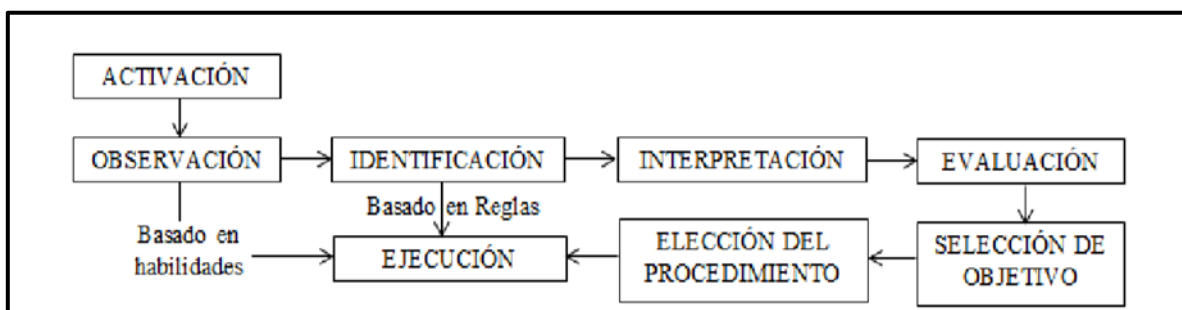 ACTIVACIÓN
OBSERVACIÓN
IDENTIFICACIÓN
INTERPRETACIÓN
EVALUACIÓN
Basado en Reglas
Basado en
habilidades
EJECUCIÓN
ELECCIÓN DEL
PROCEDIMIENTO
SELECCIÓN DE
OBJETIVO